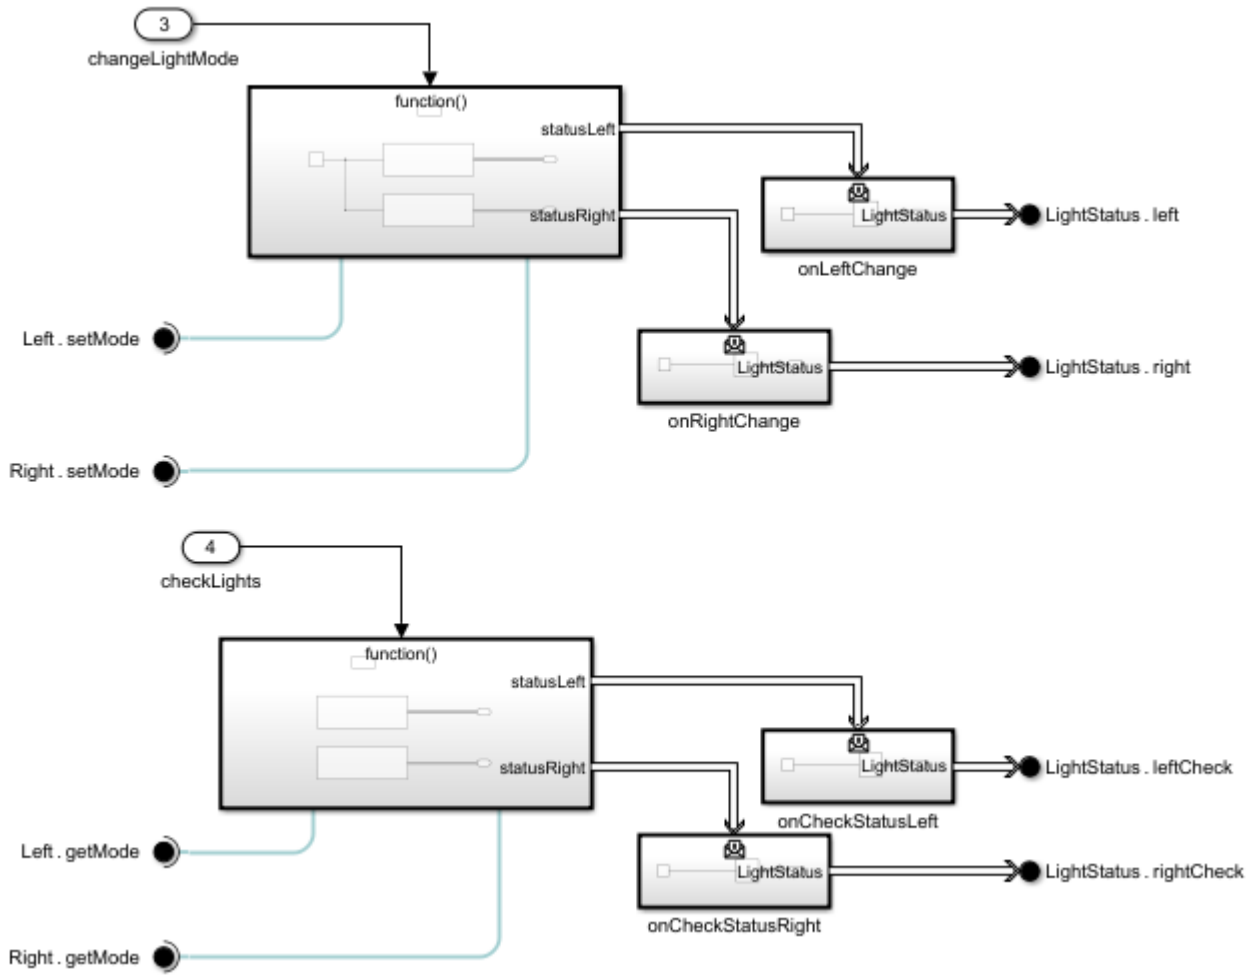 3
changeLightMode
function()
statusLeft
statusRight
LightStatus
LightStatus . left
onLeftChange
Left . setMode
LightStatus
LightStatus . right
onRightChange
Right . setMode
4
checkLights
function()
statusLeft
statusRight
LightStatus
LightStatus . leftCheck
onCheckStatusLeft
Left . getMode
LightStatus
LightStatus . rightCheck
onCheckStatusRight
Right . getMode